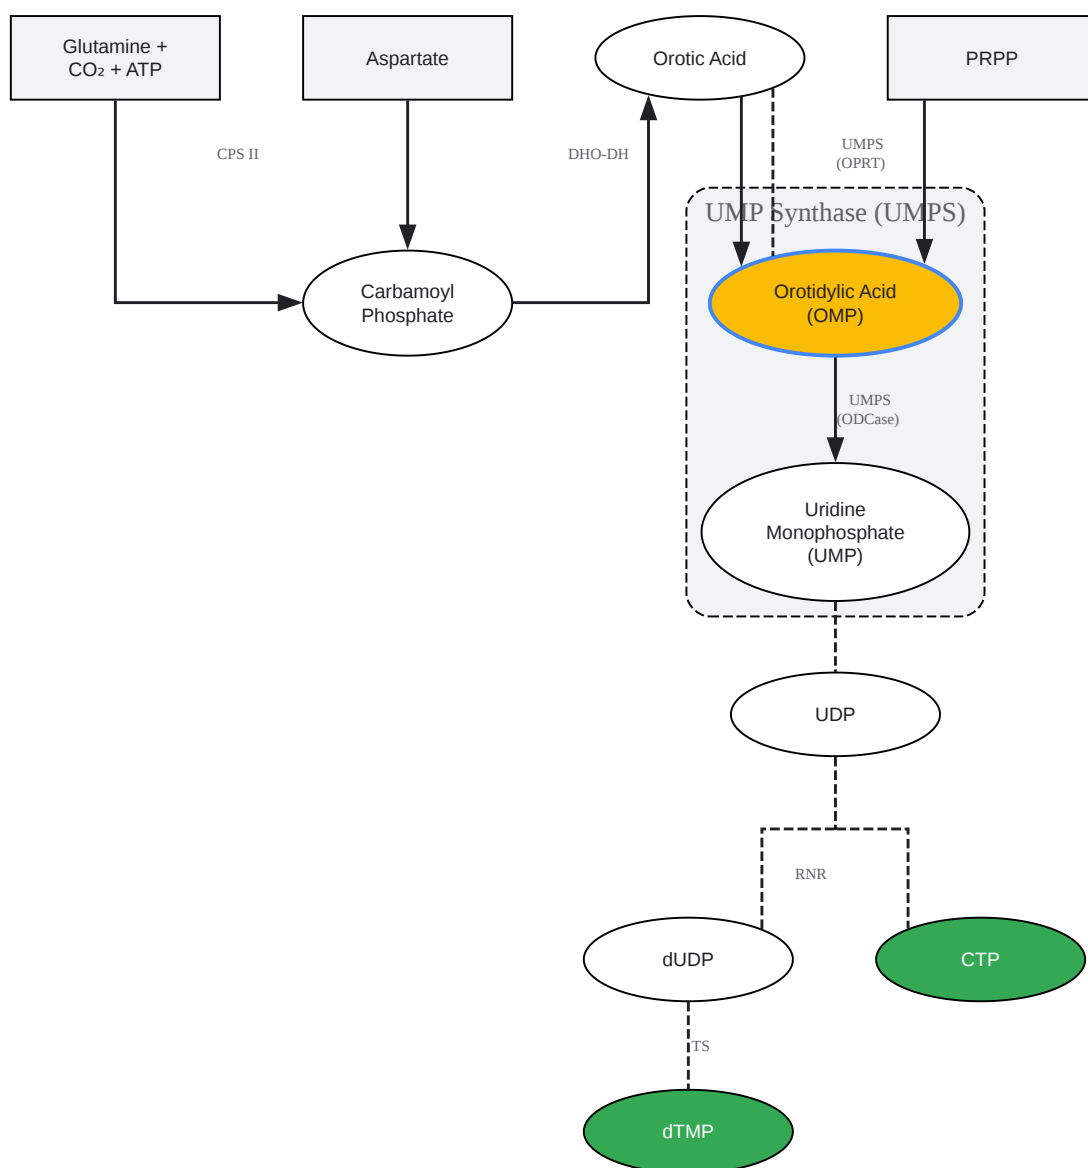 Glutamine +
CO₂ + ATP
Aspartate
Orotic Acid
PRPP
CPS II
DHO-DH
UMPS
(OPRT)
UMP Synthase (UMPS)
Carbamoyl
Phosphate
Orotidylic Acid
(OMP)
UMPS
(ODCase)
Uridine
Monophosphate
(UMP)
UDP
RNR
dUDP
CTP
TS
dTMP